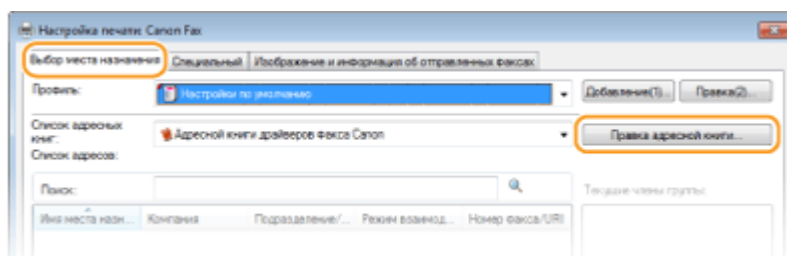 Настройка печати: Canon Fax
Выбор места назначения Специальный Изображение и информация об отправленных факсах
Профиль: Настройки по умолчанию Добавление(1)... Правка(2)...
Список адресных книг: Адресной книги драйверов факса Canon Правка адресной книги...
Список адресов:
Поиск: Текущие члены группы:
Имя места назн... Компания Подразделение/... Режим взаимод... Номер факса/URI